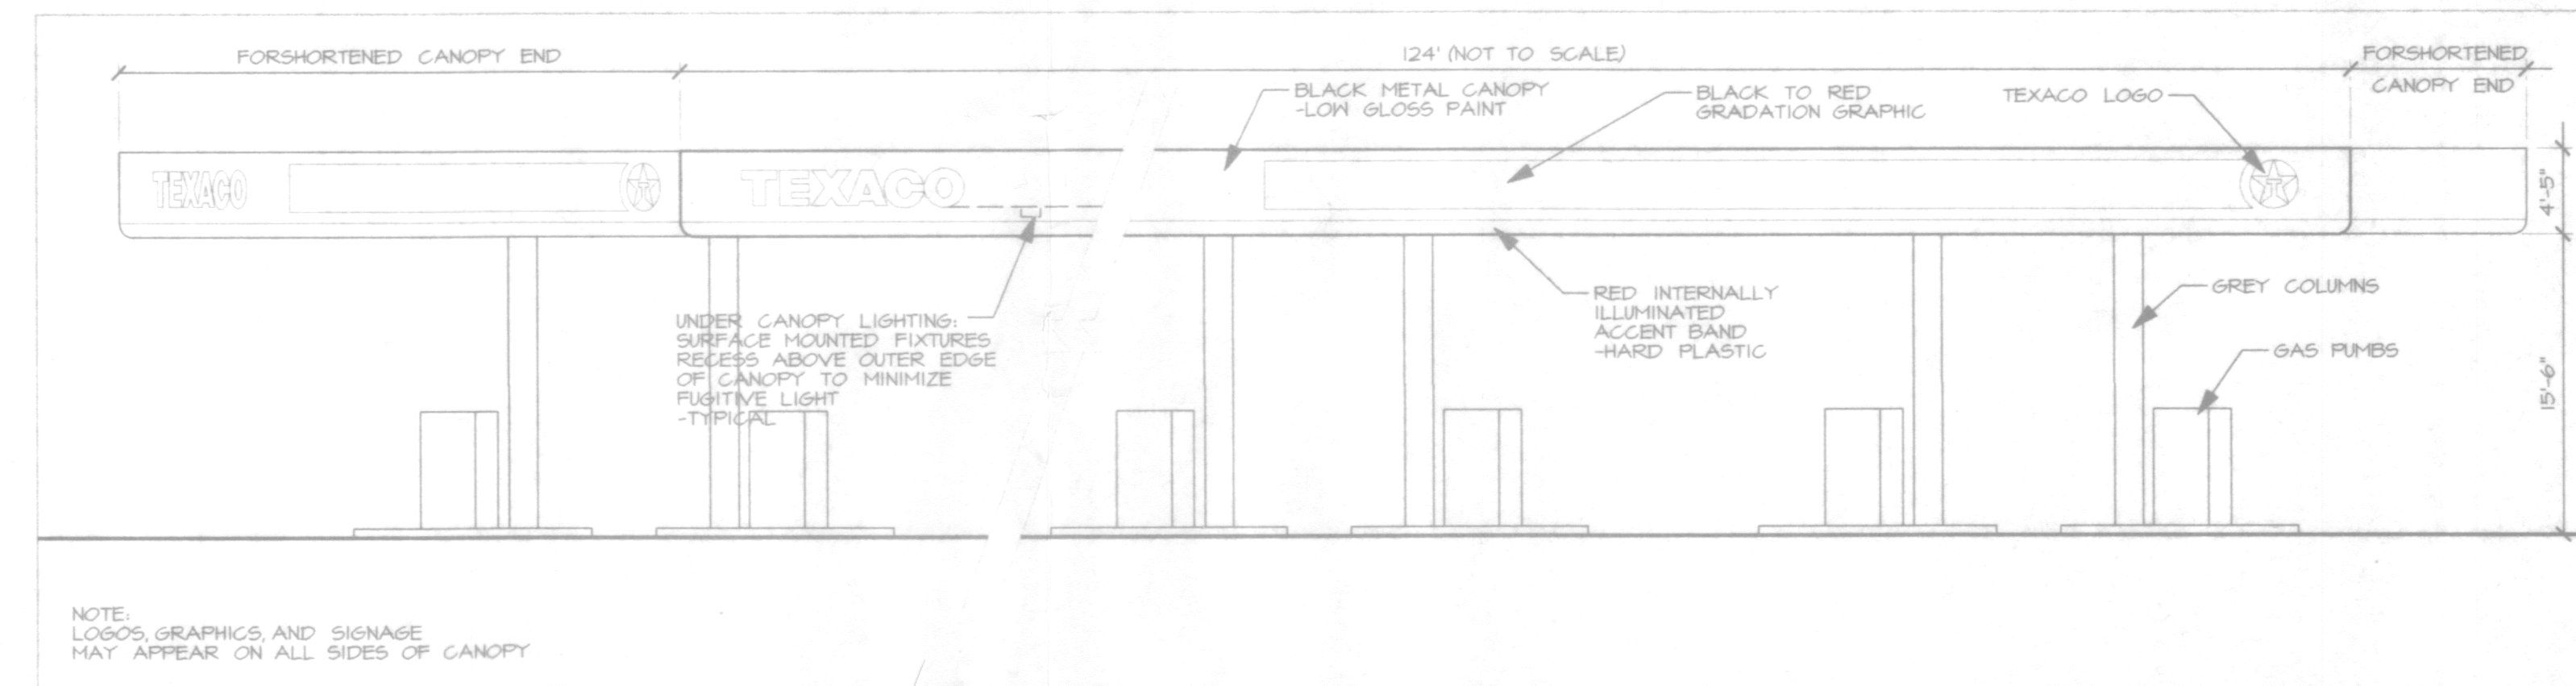 FORSHORTENED CANOPY END
124' (NOT TO SCALE)
FORSHORTENED
CANOPY END
BLACK METAL CANOPY
-LOW GLOSS PAINT
BLACK TO RED
GRADATION GRAPHIC
TEXACO LOGO
TEXACO
T
TEXACO
T
4'-5"
UNDER CANOPY LIGHTING:
SURFACE MOUNTED FIXTURES
RECESS ABOVE OUTER EDGE
OF CANOPY TO MINIMIZE
FUGITIVE LIGHT
-TYPICAL
RED INTERNALLY
ILLUMINATED
ACCENT BAND
-HARD PLASTIC
GREY COLUMNS
GAS PUMBS
15'-6"
NOTE:
LOGOS, GRAPHICS, AND SIGNAGE
MAY APPEAR ON ALL SIDES OF CANOPY